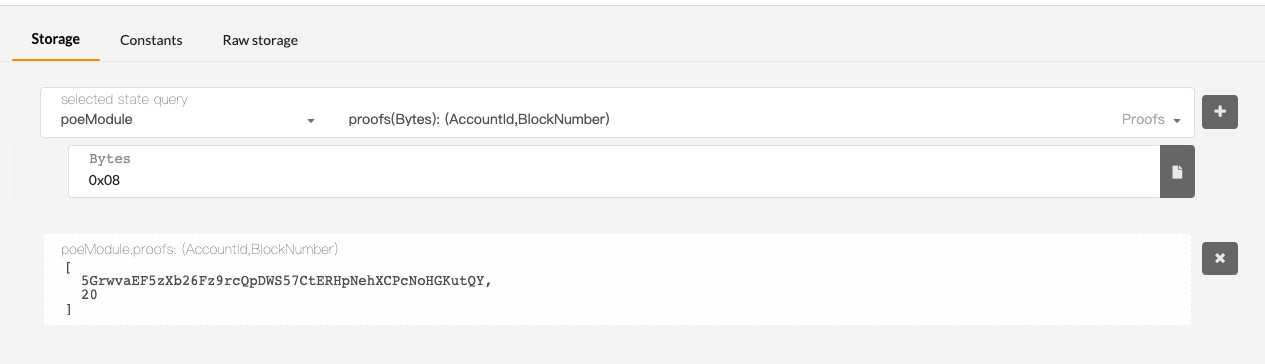 Storage Constants Raw storage
selected state query
poeModule proofs(Bytes): (AccountId,BlockNumber) Proofs
Bytes
0x08
poeModule.proofs: (AccountId,BlockNumber)
[
5GrwvaEF5zXb26Fz9rcQpDWS57CtERHpNehXCPcNoHGKutQY,
20
]